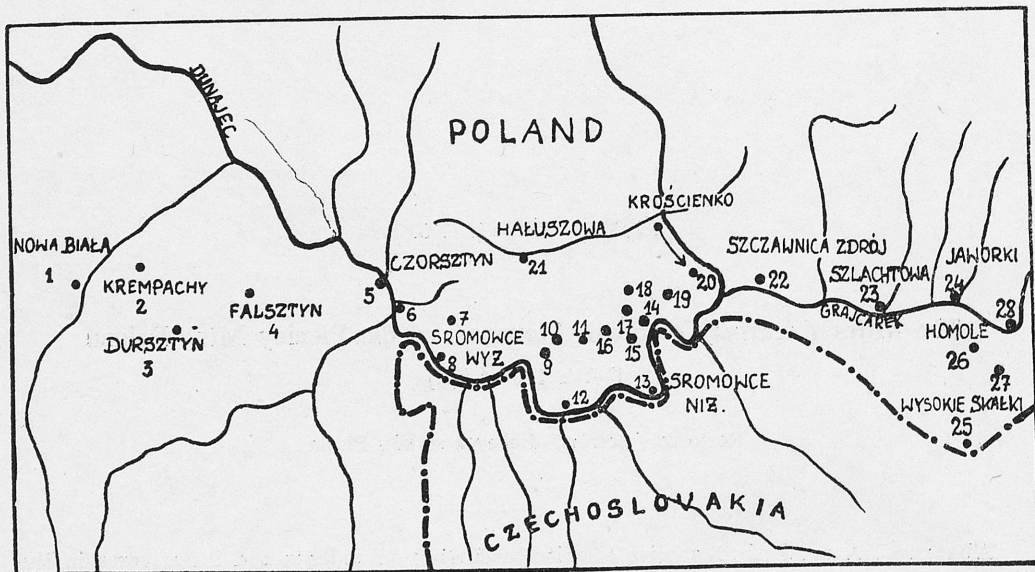 DUNAJEC
POLAND
KROŚCIENKO
NOWA BIAŁA
1
KREMPACHY
2
DURSZTYN
3
FALSZTYN
4
5
CZORSZTYN
6
7
SROMOWCE
WYŻ
8
HAŁUSZOWA
21
9
10
11
12
13
SROMOWCE
NIŻ.
14
15
16
17
18
19
20
SZCZAWNICA ZDRÓJ
22
SZLACHTOWA
23
GRAJCAREK
JAWORKI
24
28
HOMOLE
26
27
WYSOKIE SKAŁKI
25
CZECHOSLOVAKIA